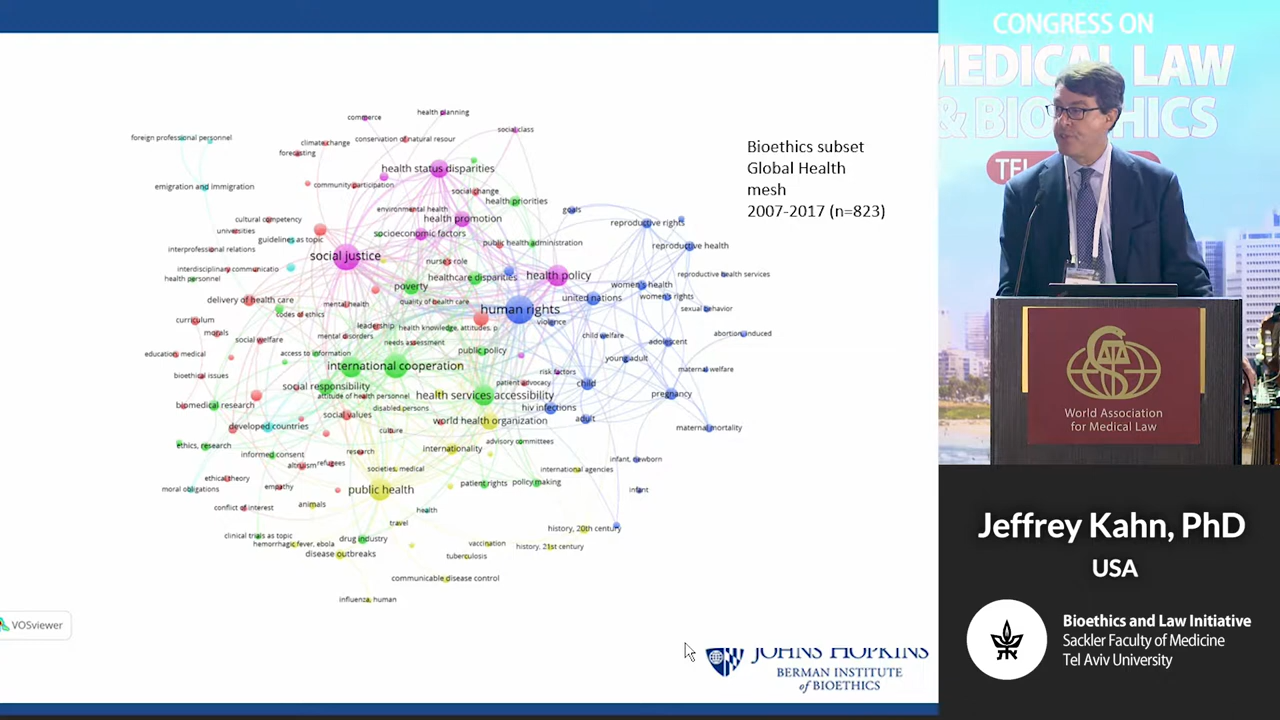 commerce
health planning
foreign professional personnel
climate change
conservation of natural resour
social class
forecasting
health status disparities
emigration and immigration
community participation
social change
health priorities
environmental health
cultural competency
health promotion
goals
reproductive rights
universities
socioeconomic factors
guidelines as topic
public health administration
reproductive health
interprofessional relations
social justice
nurse's role
interdisciplinary communicatio
health personnel
healthcare disparities
health policy
reproductive health services
poverty
women's health
delivery of health care
mental health
quality of health care
united nations
women's rights
codes of ethics
human rights
sexual behavior
curriculum
leadership
health knowledge, attitudes, p
violence
morals
mental disorders
child welfare
abortion, induced
social welfare
needs assessment
adolescent
education, medical
access to information
public policy
young adult
international cooperation
bioethical issues
risk factors
maternal welfare
social responsibility
patient advocacy
child
attitude of health personnel
health services accessibility
pregnancy
biomedical research
disabled persons
hiv infections
social values
world health organization
adult
developed countries
culture
maternal mortality
ethics, research
advisory committees
informed consent
research
internationality
altruism
refugees
infant, newborn
societies, medical
international agencies
ethical theory
moral obligations
empathy
public health
patient rights
policy making
infant
conflict of interest
animals
health
travel
history, 20th century
clinical trials as topic
drug industry
hemorrhagic fever, ebola
vaccination
history, 21st century
disease outbreaks
tuberculosis
communicable disease control
influenza, human
Bioethics subset
Global Health
mesh
2007-2017 (n=823)
VOSviewer
JOHNS HOPKINS
BERMAN INSTITUTE
of BIOETHICS
CONGRESS ON
MEDICAL LAW
& BIOETHICS
TEL
World Association
for Medical Law
Jeffrey Kahn, PhD
USA
Bioethics and Law Initiative
Sackler Faculty of Medicine
Tel Aviv University